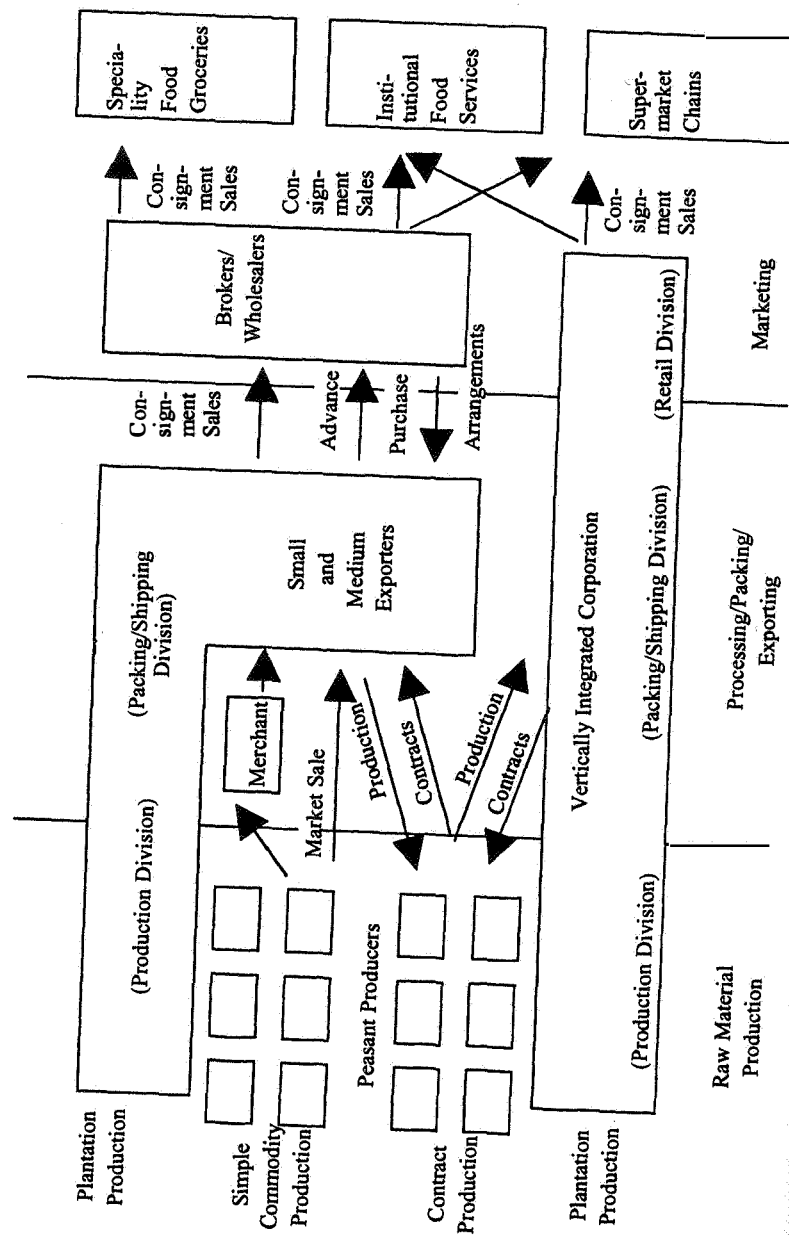 Plantation
Production
(Production Division)
(Packing/Shipping
Division)
Con-
sign-
ment
Sales
Brokers/
Wholesalers
Con-
sign-
ment
Sales
Special-
ity
Food
Groceries
Simple
Commodity
Production
Merchant
Market Sale
Small
and
Medium
Exporters
Advance
Purchase
Arrangements
Con-
sign-
ment
Sales
Insti-
tutional
Food
Services
Peasant Producers
Production
Contracts
Contract
Production
Production
Contracts
Plantation
Production
Vertically Integrated Corporation
(Production Division)
(Packing/Shipping Division)
(Retail Division)
Con-
sign-
ment
Sales
Super-
market
Chains
Raw Material
Production
Processing/Packing/
Exporting
Marketing